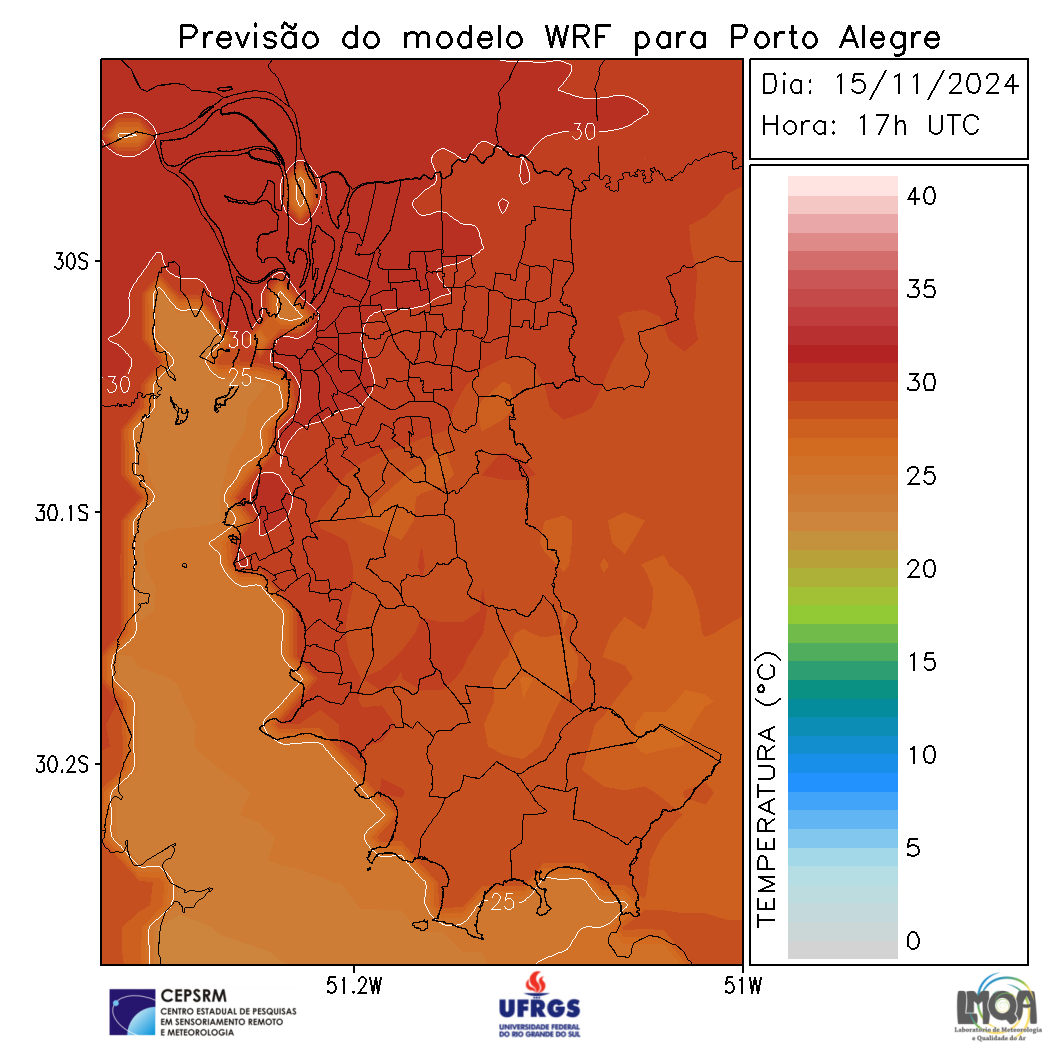 Previsão do modelo WRF para Porto Alegre
Dia: 15/11/2024
Hora: 17h UTC
30
30
30
25
25
30S
30.1S
30.2S
51.2W
51W
TEMPERATURA (°C)
40
35
30
25
20
15
10
5
0
CEPSRM
CENTRO ESTADUAL DE PESQUISAS
EM SENSORIAMENTO REMOTO
E METEOROLOGIA
UFRGS
UNIVERSIDADE FEDERAL
DO RIO GRANDE DO SUL
LMQA
Laboratório de Meteorologia
e Qualidade do Ar